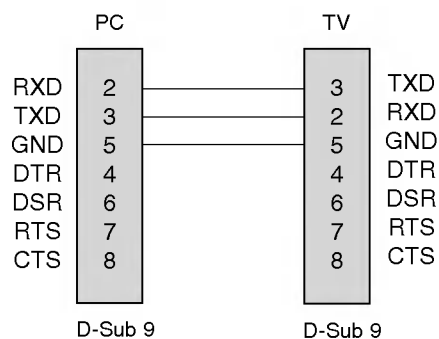 PC TV
RXD 2 3 TXD
TXD 3 2 RXD
GND 5 5 GND
DTR 4 4 DTR
DSR 6 6 DSR
RTS 7 7 RTS
CTS 8 8 CTS
D-Sub 9 D-Sub 9